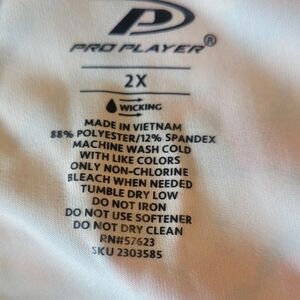 PRO PLAYER®
2X
WICKING
MADE IN VIETNAM
88% POLYESTER/12% SPANDEX
MACHINE WASH COLD
WITH LIKE COLORS
ONLY NON-CHLORINE
BLEACH WHEN NEEDED
TUMBLE DRY LOW
DO NOT IRON
DO NOT USE SOFTENER
DO NOT DRY CLEAN
RN#57623
SKU 2303585